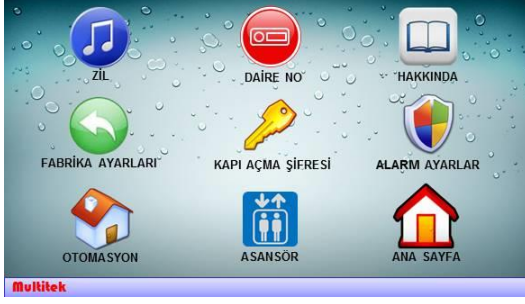 ZİL
DAİRE NO
HAKKINDA
FABRİKA AYARLARI
KAPI AÇMA ŞİFRESİ
ALARM AYARLAR
OTOMASYON
ASANSÖR
ANA SAYFA
Multitek